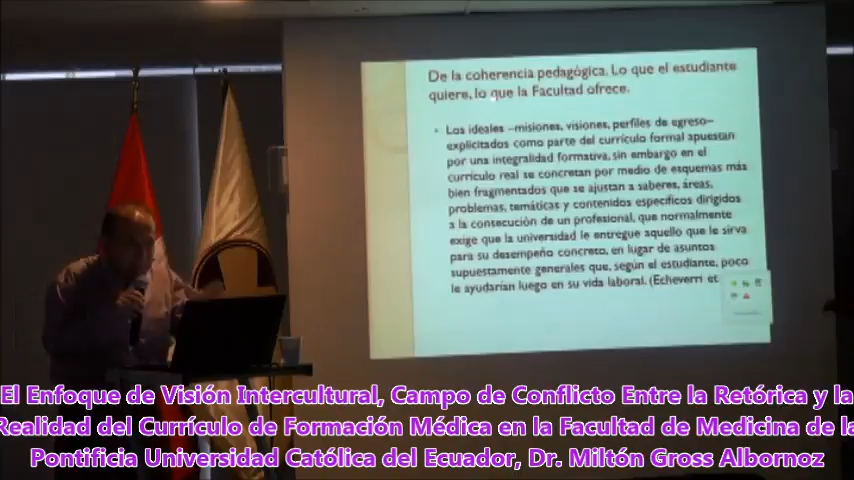 De la coherencia pedagógica. Lo que el estudiante
quiere, lo que la Facultad ofrece.
• Los ideales –misiones, visiones, perfiles de egreso–
explicitados como parte del currículo formal apuestan
por una integralidad formativa, sin embargo en el
currículo real se concretan por medio de esquemas más
bien fragmentados que se ajustan a saberes, áreas,
problemas, temáticas y contenidos específicos dirigidos
a la consecución de un profesional, que normalmente
exige que la universidad le entregue aquello que le sirva
para su desempeño concreto, en lugar de asuntos
supuestamente generales que, según el estudiante, poco
le ayudarían luego en su vida laboral. (Echeverri et
El Enfoque de Visión Intercultural, Campo de Conflicto Entre la Retórica y la
Realidad del Currículo de Formación Médica en la Facultad de Medicina de la
Pontificia Universidad Católica del Ecuador, Dr. Miltón Gross Albornoz